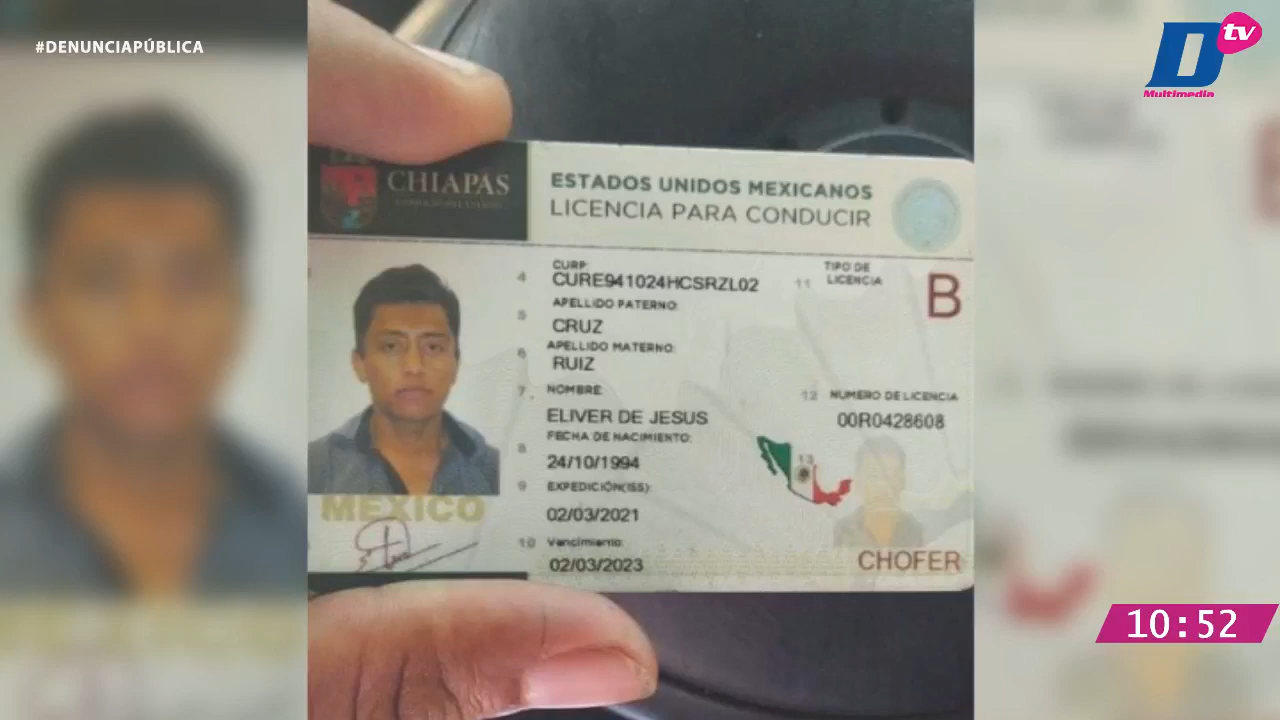 #DENUNCIAPÚBLICA
D tv
Multimedia
CHIAPAS
ESTADOS UNIDOS MEXICANOS
LICENCIA PARA CONDUCIR
4 CURP:
CURE941024HCSRZL02
11 TIPO DE LICENCIA
B
5 APELLIDO PATERNO:
CRUZ
6 APELLIDO MATERNO:
RUIZ
7. NOMBRE:
ELIVER DE JESUS
12 NUMERO DE LICENCIA
00R0428608
8 FECHA DE NACIMIENTO:
24/10/1994
13
9 EXPEDICIÓN(ISS):
02/03/2021
MEXICO
10 Vencimiento:
02/03/2023
CHOFER
10:52